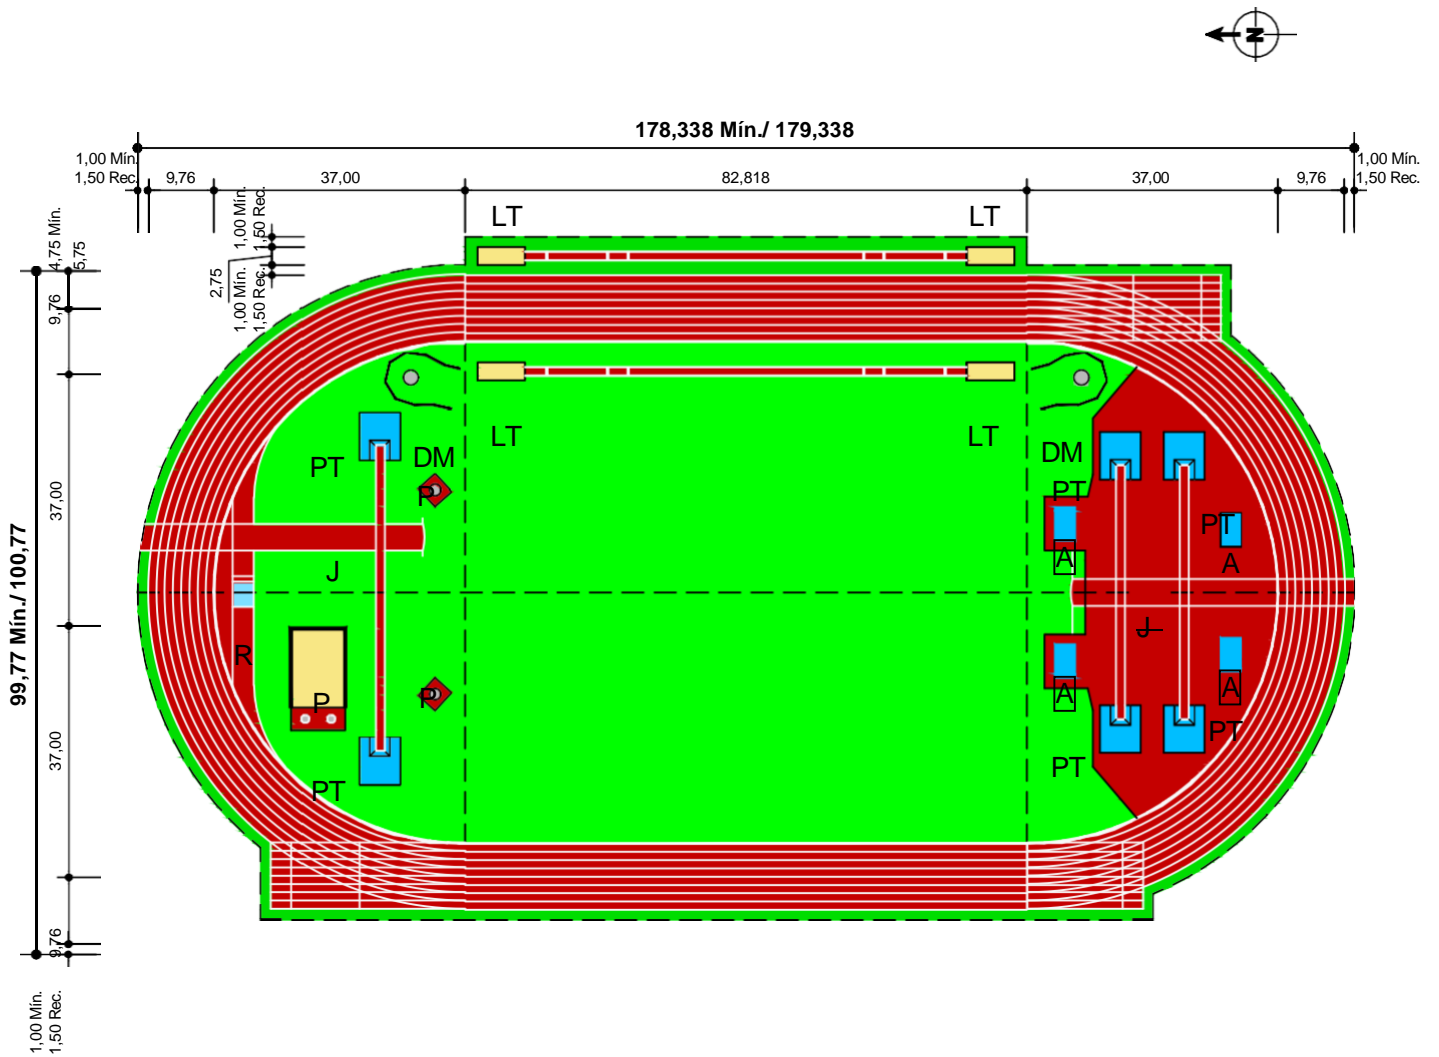 N
178,338 Mín./ 179,338
1,00 Mín.
1,50 Rec.
9,76
37,00
82,818
37,00
9,76
1,00 Mín.
1,50 Rec.
4,75 Mín.
5,75
1,00 Mín.
1,50 Rec.
2,75
1,00 Mín.
1,50 Rec.
LT
LT
9,76
37,00
99,77 Mín./ 100,77
37,00
9,76
1,00 Mín.
1,50 Rec.
LT
LT
PT
DM
P
DM
PT
PT
J
A
A
J
R
P
P
A
A
PT
PT
PT